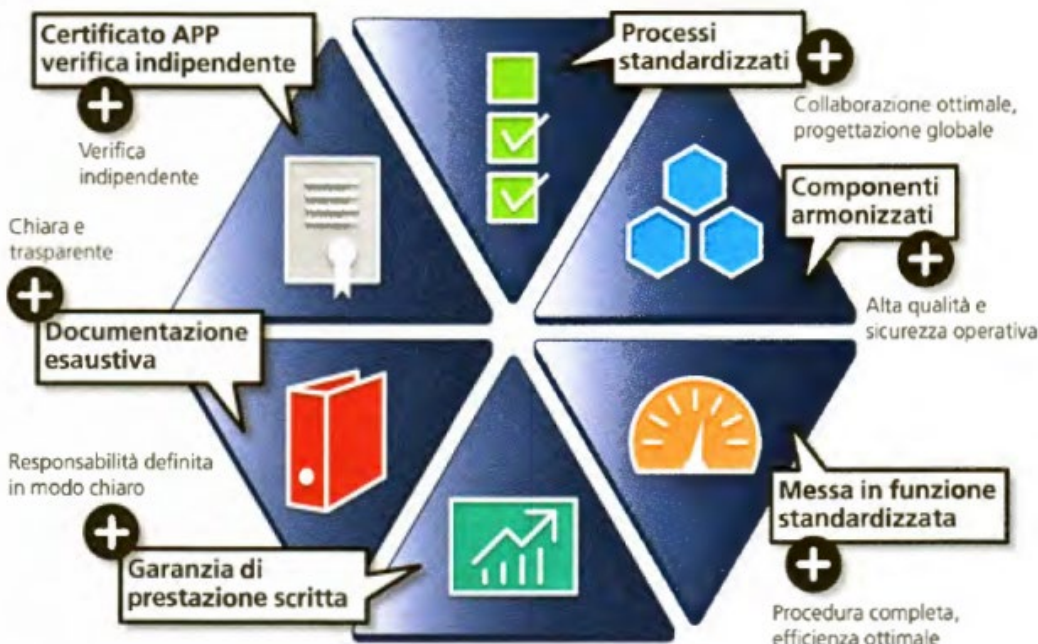 Certificato APP
verifica indipendente
Verifica
indipendente
Processi
standardizzati
Collaborazione ottimale,
progettazione globale
Componenti
armonizzati
Alta qualità e
sicurezza operativa
Chiara e
trasparente
Documentazione
esaustiva
Responsabilità definita
in modo chiaro
Garanzia di
prestazione scritta
Messa in funzione
standardizzata
Procedura completa,
efficienza ottimale